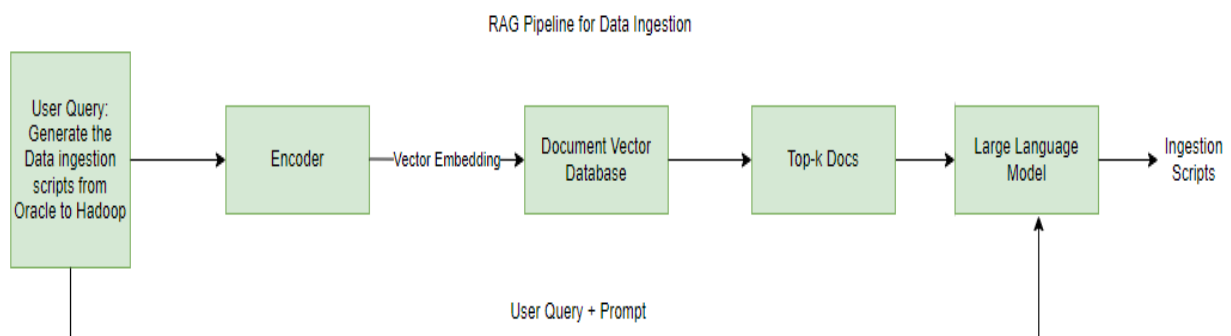 RAG Pipeline for Data Ingestion
User Query:
Generate the
Data ingestion
scripts from
Oracle to Hadoop
Encoder
Vector Embedding
Document Vector
Database
Top-k Docs
Large Language
Model
Ingestion
Scripts
User Query + Prompt